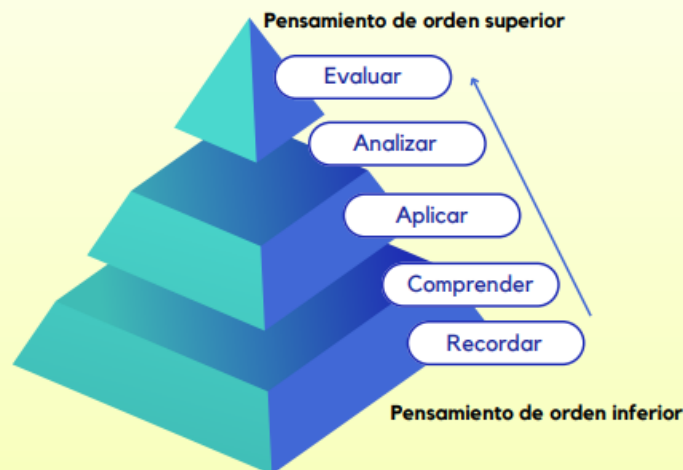 Pensamiento de orden superior
Evaluar
Analizar
Aplicar
Comprender
Recordar
Pensamiento de orden inferior